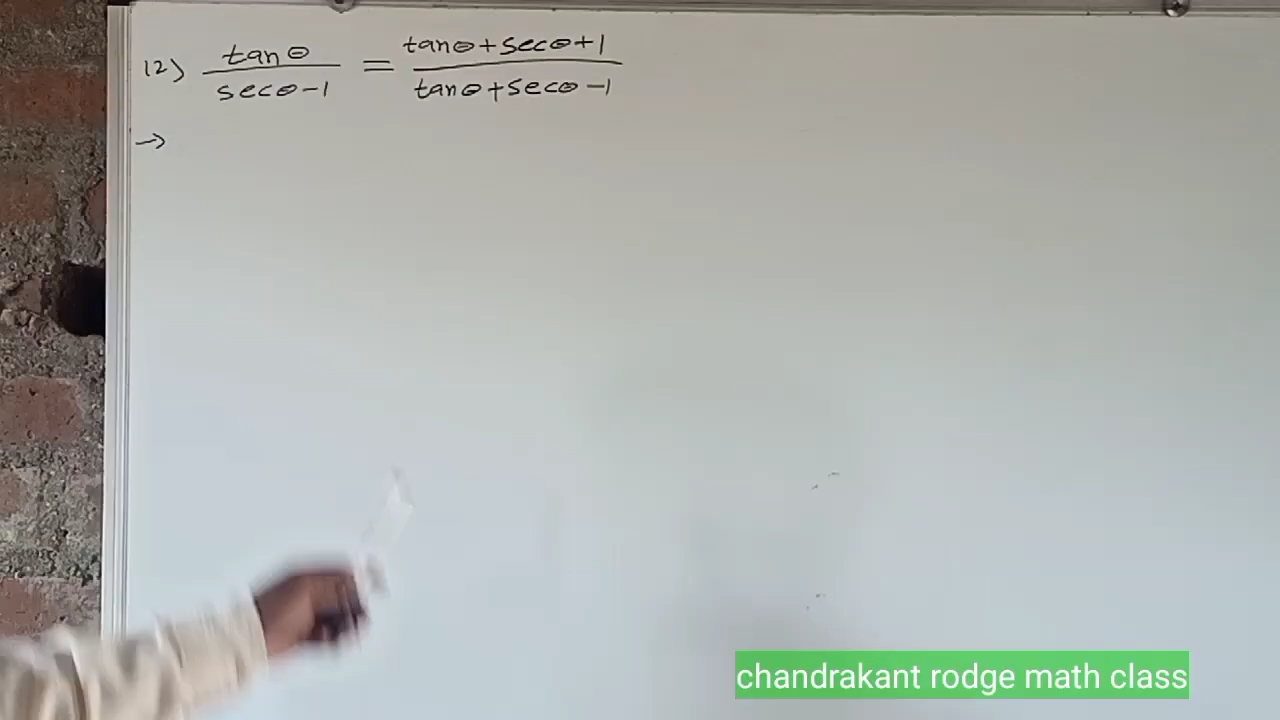 12) tanθ / secθ-1 = tanθ+secθ+1 / tanθ+secθ-1
→
chandrakant rodge math class